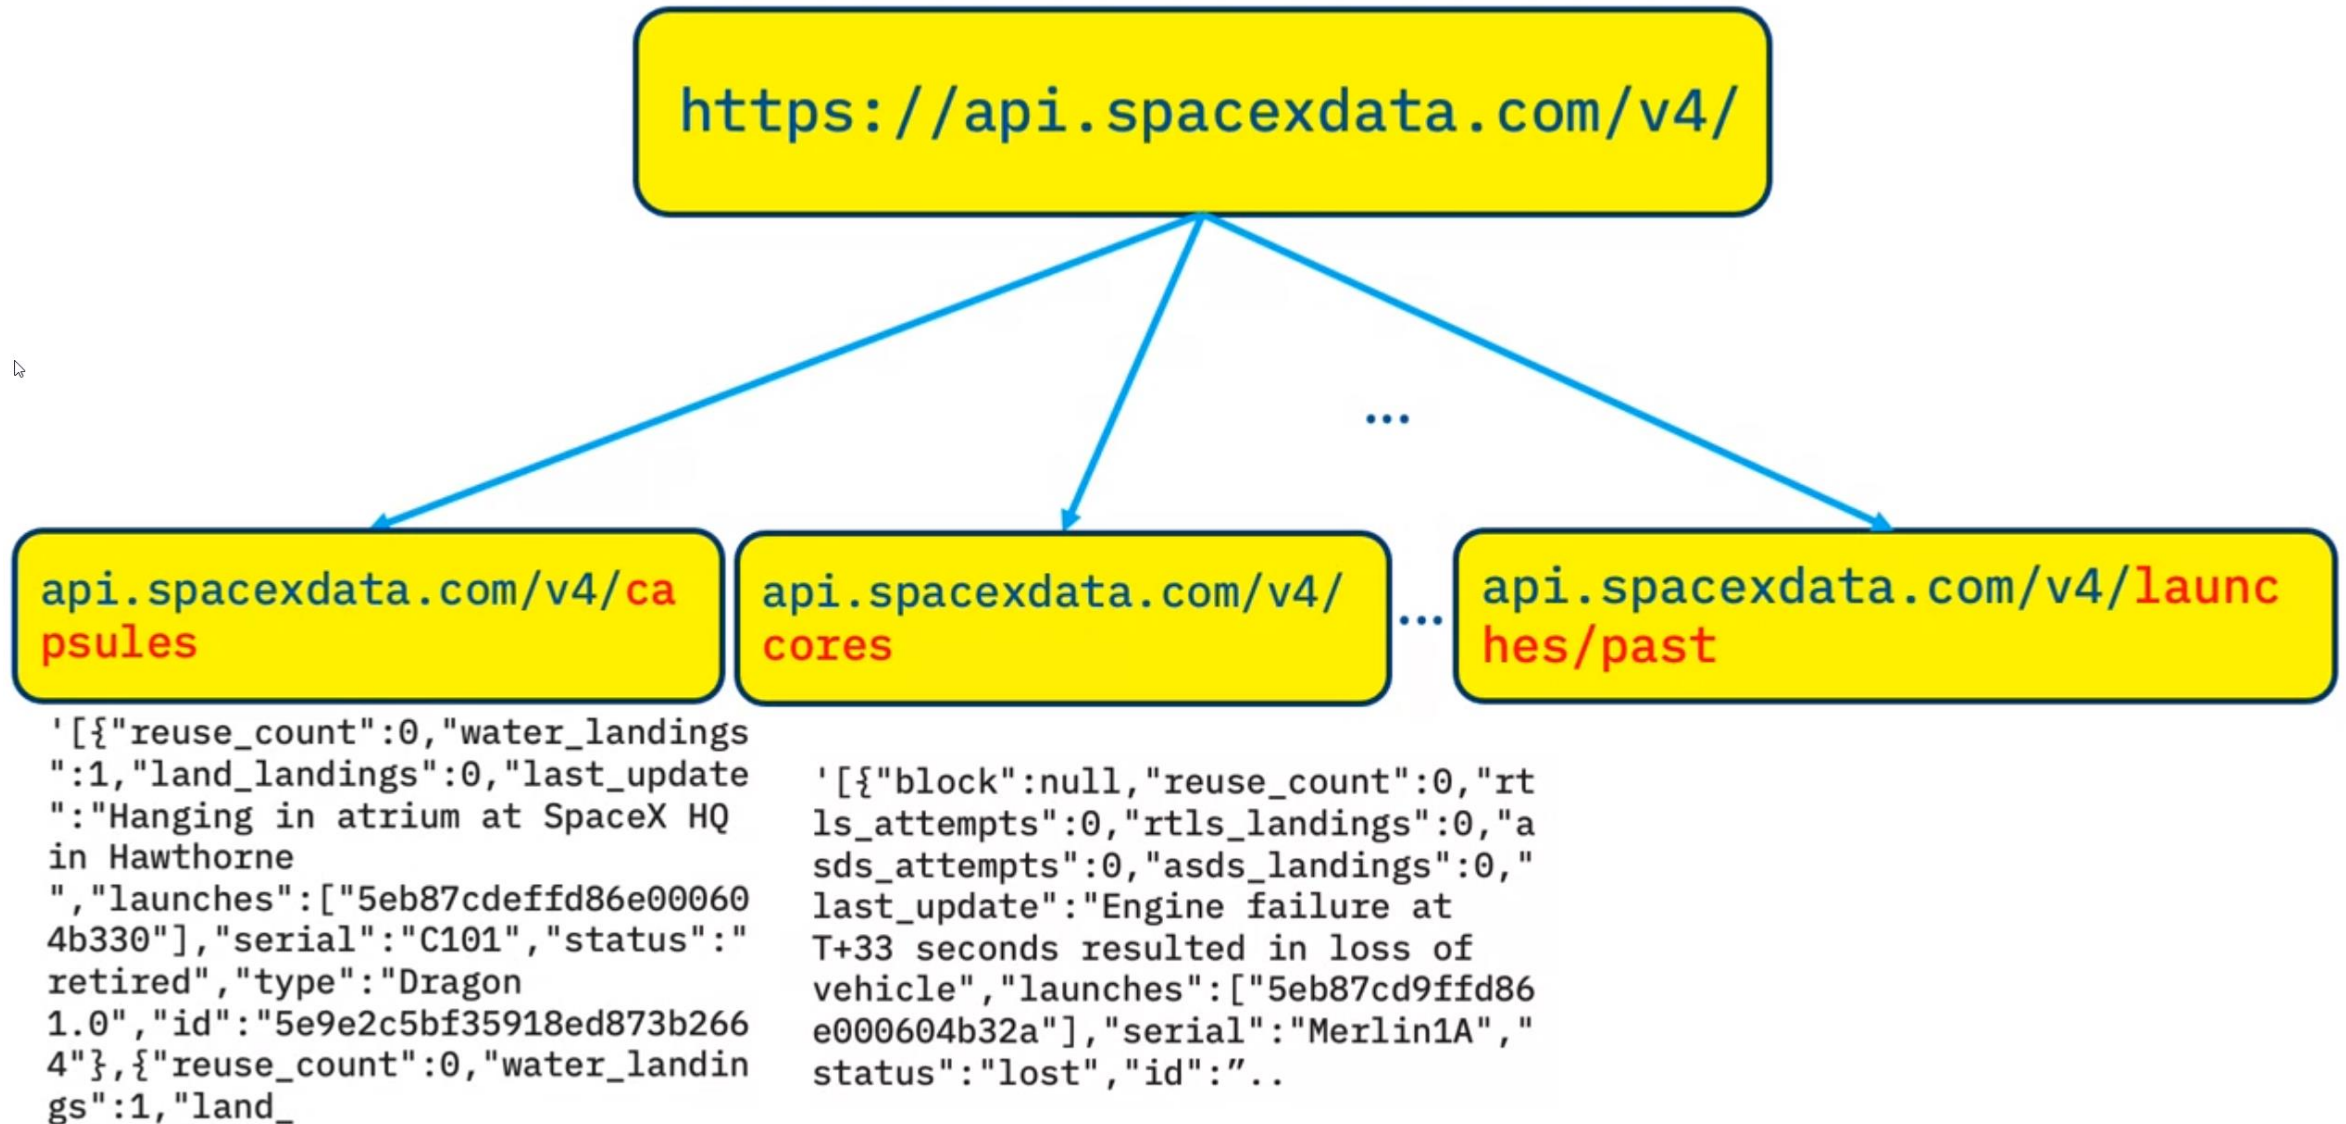 https://api.spacexdata.com/v4/
...
api.spacexdata.com/v4/ca
psules
api.spacexdata.com/v4/
cores
...
api.spacexdata.com/v4/launc
hes/past
'[{"reuse_count":0,"water_landings
":1,"land_landings":0,"last_update
":"Hanging in atrium at SpaceX HQ
in Hawthorne
","launches":["5eb87cdeffd86e00060
4b330"],"serial":"C101","status":"
retired","type":"Dragon
1.0","id":"5e9e2c5bf35918ed873b266
4"},{"reuse_count":0,"water_landin
gs":1,"land_
'[{"block":null,"reuse_count":0,"rt
ls_attempts":0,"rtls_landings":0,"a
sds_attempts":0,"asds_landings":0,"
last_update":"Engine failure at
T+33 seconds resulted in loss of
vehicle","launches":["5eb87cd9ffd86
e000604b32a"],"serial":"Merlin1A","
status":"lost","id":”..